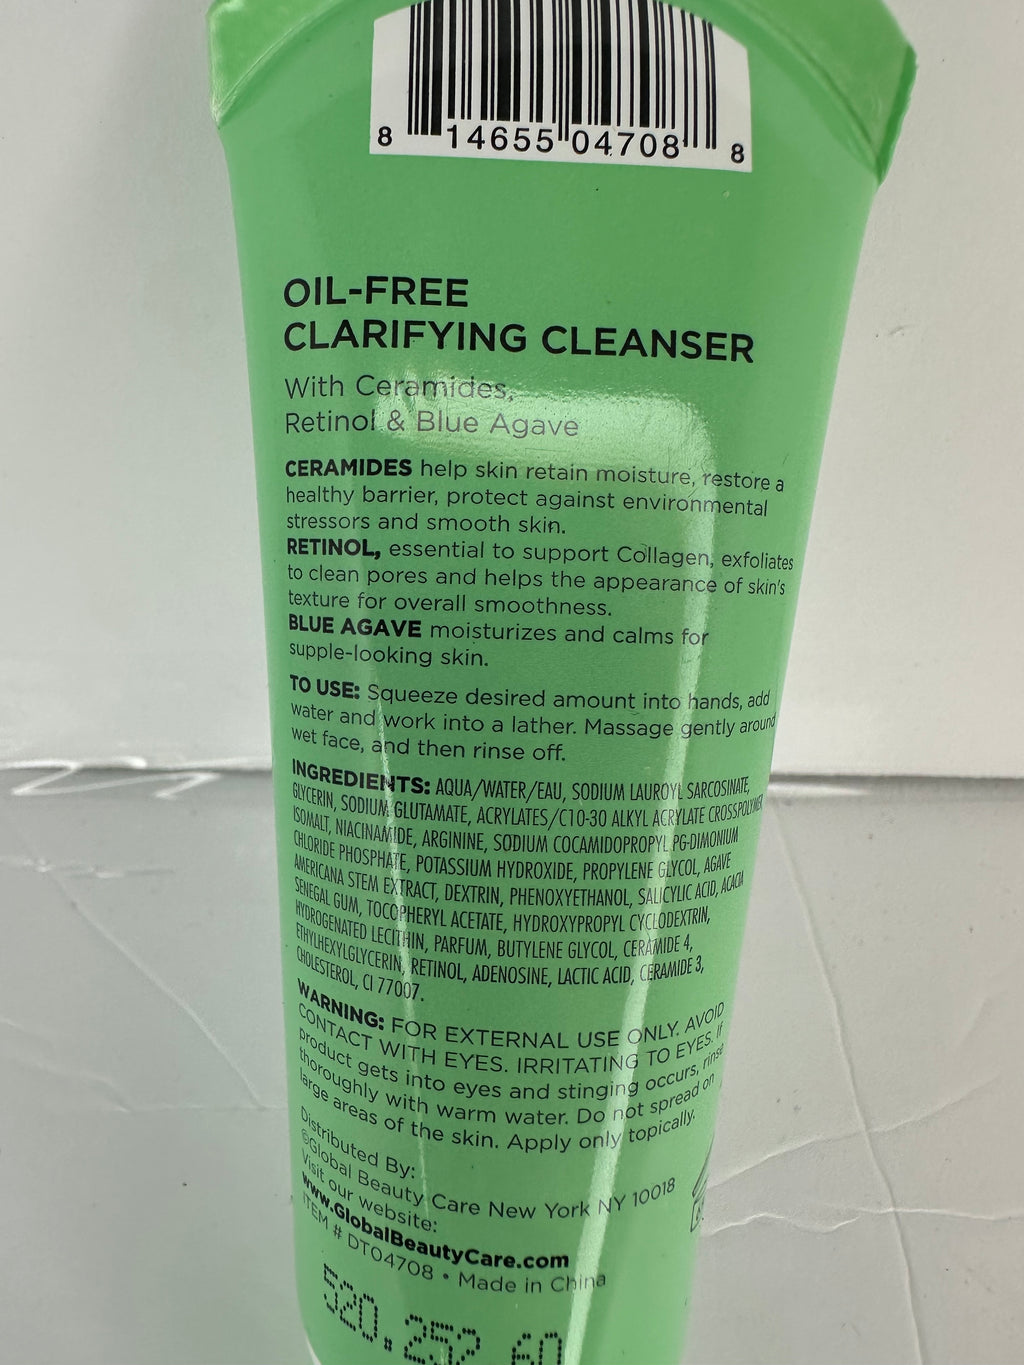 8 14655 04708 8
OIL-FREE
CLARIFYING CLEANSER
With Ceramides,
Retinol & Blue Agave
CERAMIDES help skin retain moisture, restore a
healthy barrier, protect against environmental
stressors and smooth skin.
RETINOL, essential to support Collagen, exfoliates
to clean pores and helps the appearance of skin's
texture for overall smoothness.
BLUE AGAVE moisturizes and calms for
supple-looking skin.
TO USE: Squeeze desired amount into hands, add
water and work into a lather. Massage gently around
wet face, and then rinse off.
INGREDIENTS: AQUA/WATER/EAU, SODIUM LAUROYL SARCOSINATE,
GLYCERIN, SODIUM GLUTAMATE, ACRYLATES/C10-30 ALKYL ACRYLATE CROSSPOLYMER
ISOMALT, NIACINAMIDE, ARGININE, SODIUM COCAMIDOPROPYL PG-DIMONIUM
CHLORIDE PHOSPHATE, POTASSIUM HYDROXIDE, PROPYLENE GLYCOL, AGAVE
AMERICANA STEM EXTRACT, DEXTRIN, PHENOXYETHANOL, SALICYLIC ACID, ACACIA
SENEGAL GUM, TOCOPHERYL ACETATE, HYDROXYPROPYL CYCLODEXTRIN,
HYDROGENATED LECITHIN, PARFUM, BUTYLENE GLYCOL, CERAMIDE 4,
ETHYLHEXYLGLYCERIN, RETINOL, ADENOSINE, LACTIC ACID, CERAMIDE 3,
CHOLESTEROL, CI 77007.
WARNING: FOR EXTERNAL USE ONLY. AVOID
CONTACT WITH EYES. IRRITATING TO EYES. If
product gets into eyes and stinging occurs, rinse
thoroughly with warm water. Do not spread on
large areas of the skin. Apply only topically.
Distributed By:
©Global Beauty Care New York NY 10018
Visit our website:
www.GlobalBeautyCare.com
ITEM # DT04708 • Made in China
520.252 60